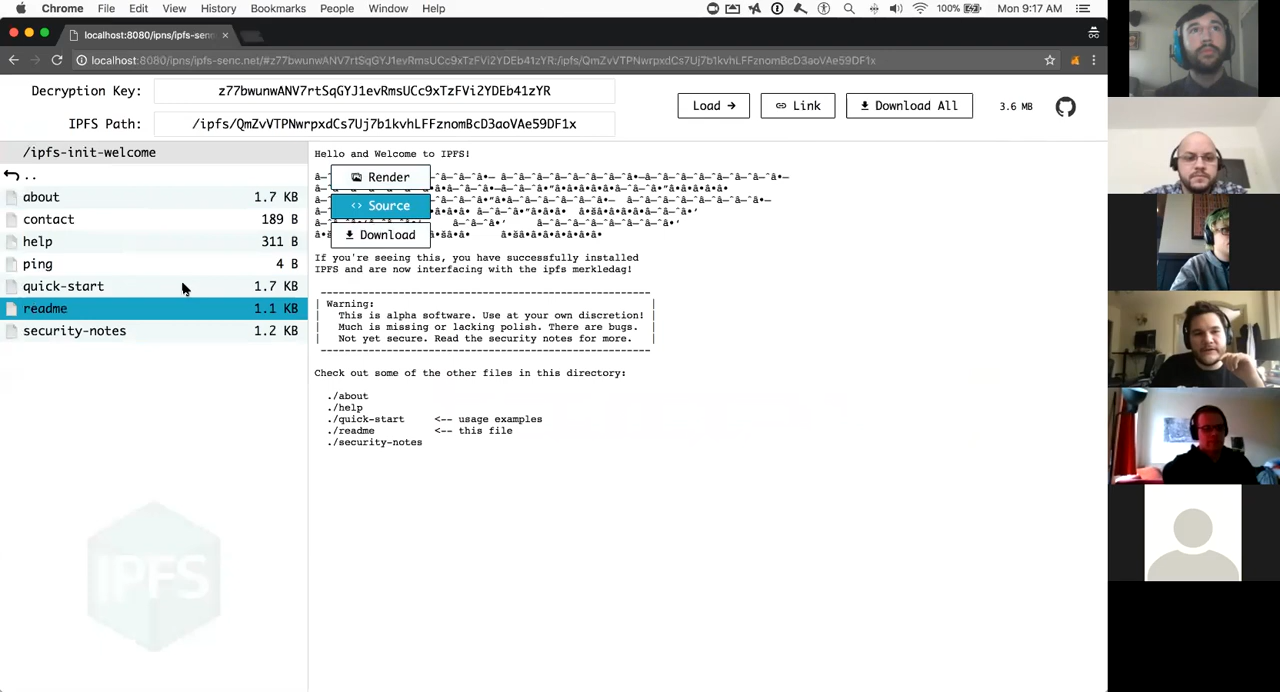 Chrome File Edit View History Bookmarks People Window Help 100% Mon 9:17 AM
localhost:8080/ipns/ipfs-senc
localhost:8080/ipns/ipfs-senc.net/#z77bwunwANV7rtSqGYJ1evRmsUCc9xTzFVi2YDEb41zYR:/ipfs/QmZvVTPNwrpxdCs7Uj7b1kvhLFFznomBcD3aoVAe59DF1x
Decryption Key: z77bwunwANV7rtSqGYJ1evRmsUCc9xTzFVi2YDEb41zYR
IPFS Path: /ipfs/QmZvVTPNwrpxdCs7Uj7b1kvhLFFznomBcD3aoVAe59DF1x
Load → Link Download All 3.6 MB
/ipfs-init-welcome
..
about 1.7 KB
contact 189 B
help 311 B
ping 4 B
quick-start 1.7 KB
readme 1.1 KB
security-notes 1.2 KB
IPFS
Hello and Welcome to IPFS!
Render
<> Source
Download
If you're seeing this, you have successfully installed
IPFS and are now interfacing with the ipfs merkledag!
-------------------------------------------------------
| Warning: |
| This is alpha software. Use at your own discretion! |
| Much is missing or lacking polish. There are bugs. |
| Not yet secure. Read the security notes for more. |
-------------------------------------------------------
Check out some of the other files in this directory:
./about
./help
./quick-start <-- usage examples
./readme <-- this file
./security-notes